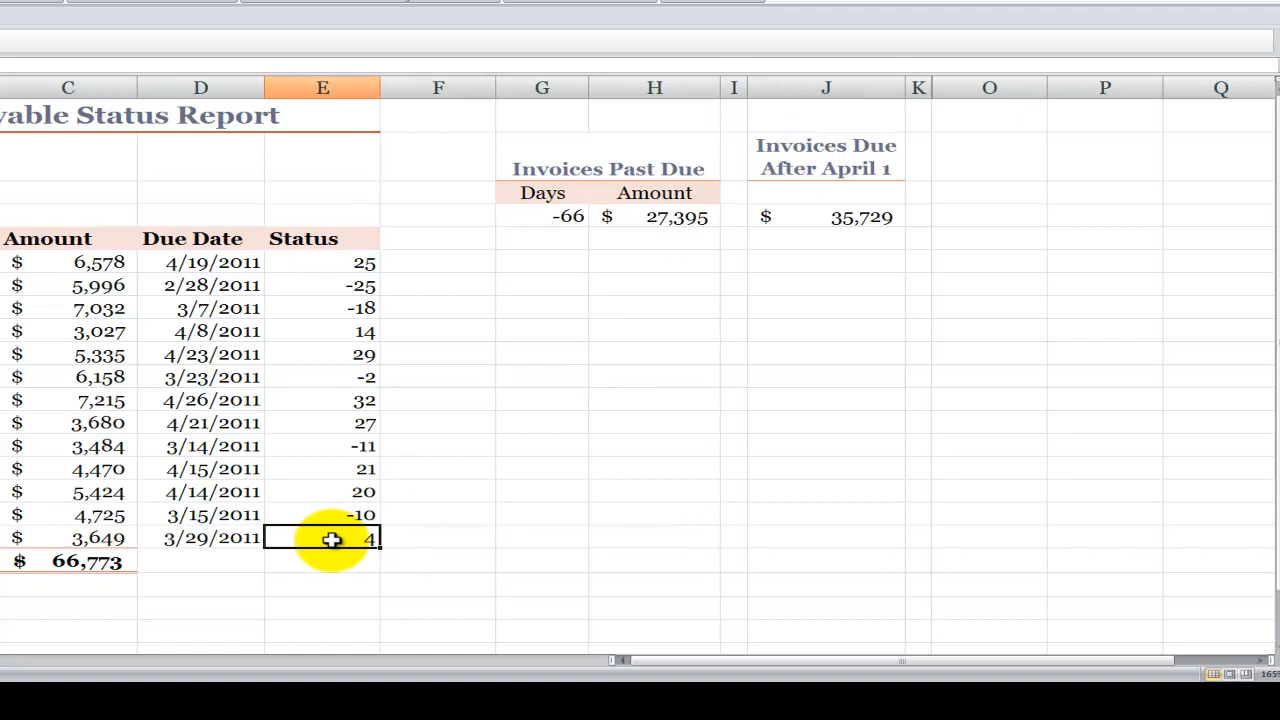 C D E F G H I J K O P Q
yable Status Report
Invoices Due
After April 1
Invoices Past Due
Days Amount
-66 $ 27,395 $ 35,729
Amount Due Date Status
$ 6,578 4/19/2011 25
$ 5,996 2/28/2011 -25
$ 7,032 3/7/2011 -18
$ 3,027 4/8/2011 14
$ 5,335 4/23/2011 29
$ 6,158 3/23/2011 -2
$ 7,215 4/26/2011 32
$ 3,680 4/21/2011 27
$ 3,484 3/14/2011 -11
$ 4,470 4/15/2011 21
$ 5,424 4/14/2011 20
$ 4,725 3/15/2011 -10
$ 3,649 3/29/2011 4
$ 66,773
165%